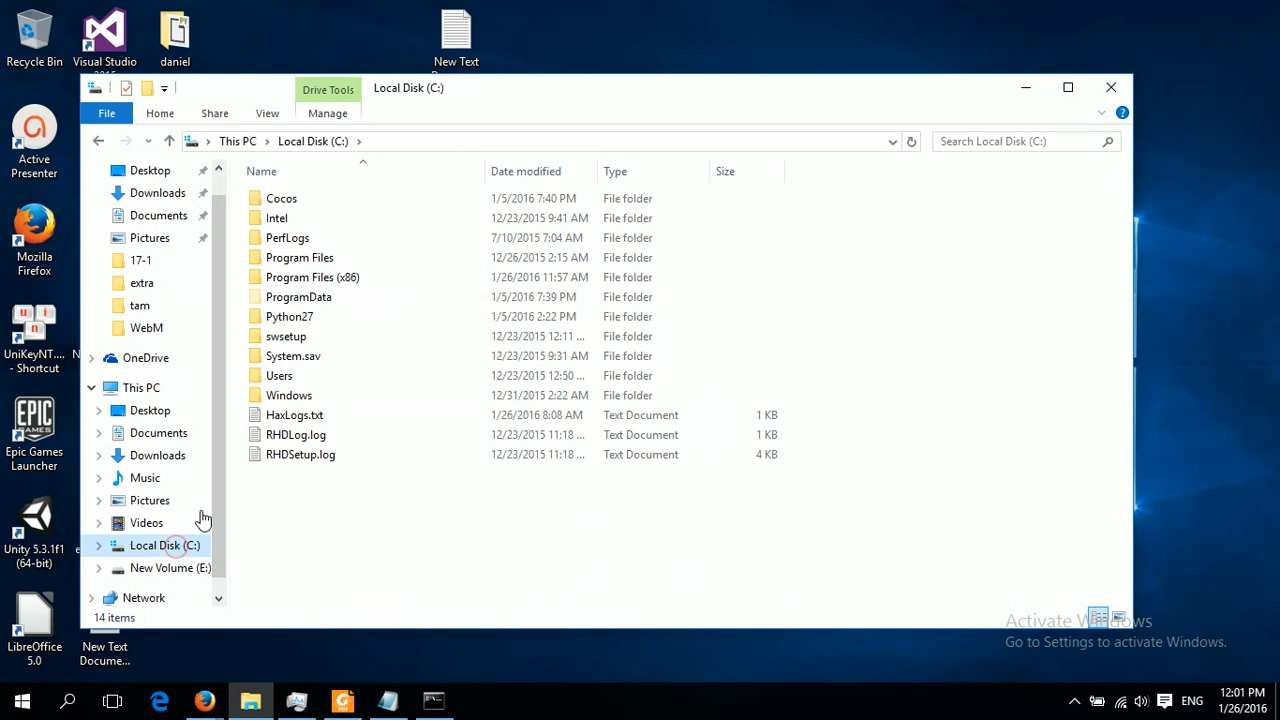 Recycle Bin
Visual Studio
2015
daniel
New Text
Active
Presenter
Mozilla
Firefox
UniKeyNT....
- Shortcut
Epic Games
Launcher
Unity 5.3.1f1
(64-bit)
LibreOffice
5.0
New Text
Docume...
Drive Tools
Local Disk (C:)
File
Home
Share
View
Manage
This PC > Local Disk (C:) >
Search Local Disk (C:)
Desktop
Downloads
Documents
Pictures
17-1
extra
tam
WebM
OneDrive
This PC
Desktop
Documents
Downloads
Music
Pictures
Videos
Local Disk (C:)
New Volume (E:)
Network
Name Date modified Type Size
Cocos 1/5/2016 7:40 PM File folder
Intel 12/23/2015 9:41 AM File folder
PerfLogs 7/10/2015 7:04 AM File folder
Program Files 12/26/2015 2:15 AM File folder
Program Files (x86) 1/26/2016 11:57 AM File folder
ProgramData 1/5/2016 7:39 PM File folder
Python27 1/5/2016 2:22 PM File folder
swsetup 12/23/2015 12:11 ... File folder
System.sav 12/23/2015 9:31 AM File folder
Users 12/23/2015 12:50 ... File folder
Windows 12/31/2015 2:22 AM File folder
HaxLogs.txt 1/26/2016 8:08 AM Text Document 1 KB
RHDLog.log 12/23/2015 11:18 ... Text Document 1 KB
RHDSetup.log 12/23/2015 11:18 ... Text Document 4 KB
14 items
Activate Windows
Go to Settings to activate Windows.
ENG
12:01 PM
1/26/2016